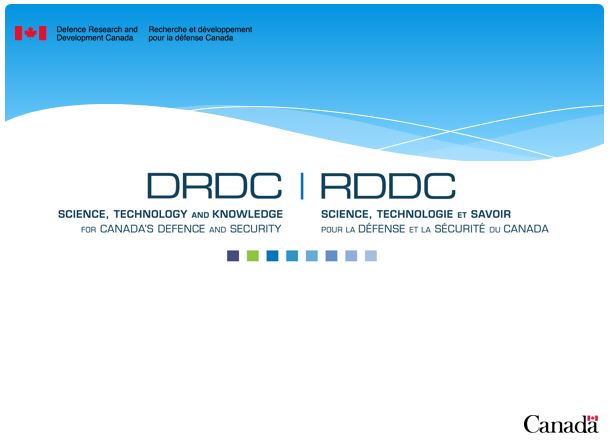 Defence Research and
Development Canada
Recherche et développement
pour la défense Canada
DRDC | RDDC
SCIENCE, TECHNOLOGY AND KNOWLEDGE
FOR CANADA'S DEFENCE AND SECURITY
SCIENCE, TECHNOLOGIE ET SAVOIR
POUR LA DÉFENSE ET LA SÉCURITÉ DU CANADA
Canada